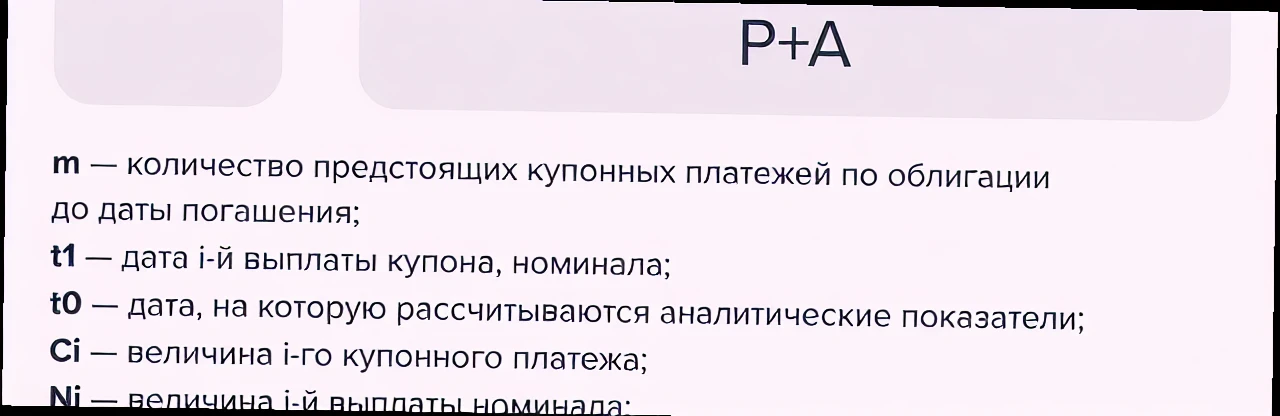 P+A
m — количество предстоящих купонных платежей по облигации
до даты погашения;
t1 — дата i-й выплаты купона, номинала;
t0 — дата, на которую рассчитываются аналитические показатели;
Ci — величина i-го купонного платежа;
Ni — величина i-й выплаты номинала;